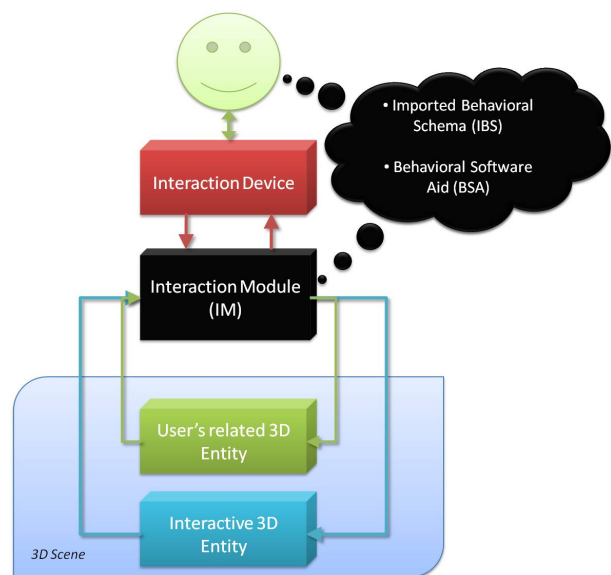 • Imported Behavioral
Schema (IBS)
• Behavioral Software
Aid (BSA)
Interaction Device
Interaction Module
(IM)
User's related 3D
Entity
Interactive 3D
Entity
3D Scene